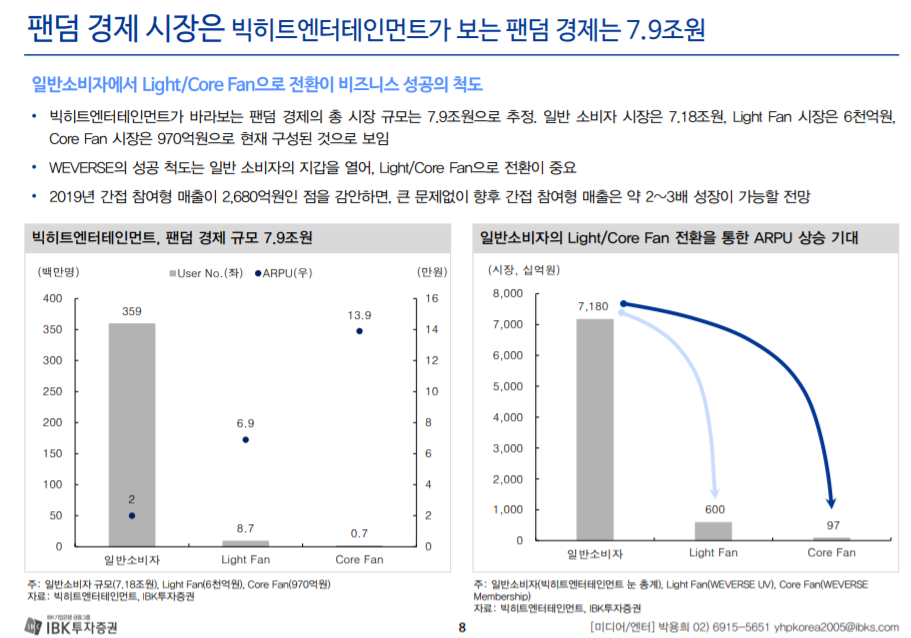 팬덤 경제 시장은 빅히트엔터테인먼트가 보는 팬덤 경제는 7.9조원
일반소비자에서 Light/Core Fan으로 전환이 비즈니스 성공의 척도
• 빅히트엔터테인먼트가 바라보는 팬덤 경제의 총 시장 규모는 7.9조원으로 추정. 일반 소비자 시장은 7.18조원, Light Fan 시장은 6천억원,
Core Fan 시장은 970억원으로 현재 구성된 것으로 보임
• WEVERSE의 성공 척도는 일반 소비자의 지갑을 열어, Light/Core Fan으로 전환이 중요
• 2019년 간접 참여형 매출이 2,680억원인 점을 감안하면, 큰 문제없이 향후 간접 참여형 매출은 약 2~3배 성장이 가능할 전망
빅히트엔터테인먼트, 팬덤 경제 규모 7.9조원
(백만명)
■User No.(좌) ●ARPU(우)
(만원)
400
350
300
250
200
150
100
50
0
16
14
12
10
8
6
4
2
0
359
2
6.9
8.7
13.9
0.7
일반소비자
Light Fan
Core Fan
주: 일반소비자 규모(7.18조원), Light Fan(6천억원), Core Fan(970억원)
자료: 빅히트엔터테인먼트, IBK투자증권
일반소비자의 Light/Core Fan 전환을 통한 ARPU 상승 기대
(시장, 십억원)
8,000
7,000
6,000
5,000
4,000
3,000
2,000
1,000
0
7,180
600
97
일반소비자
Light Fan
Core Fan
주: 일반소비자(빅히트엔터테인먼트 눈 총계), Light Fan(WEVERSE UV), Core Fan(WEVERSE
Membership)
자료: 빅히트엔터테인먼트, IBK투자증권
IBK기업은행 금융그룹
IBK투자증권
8
[미디어/엔터] 박용희 02) 6915-5651 yhpkorea2005@ibks.com